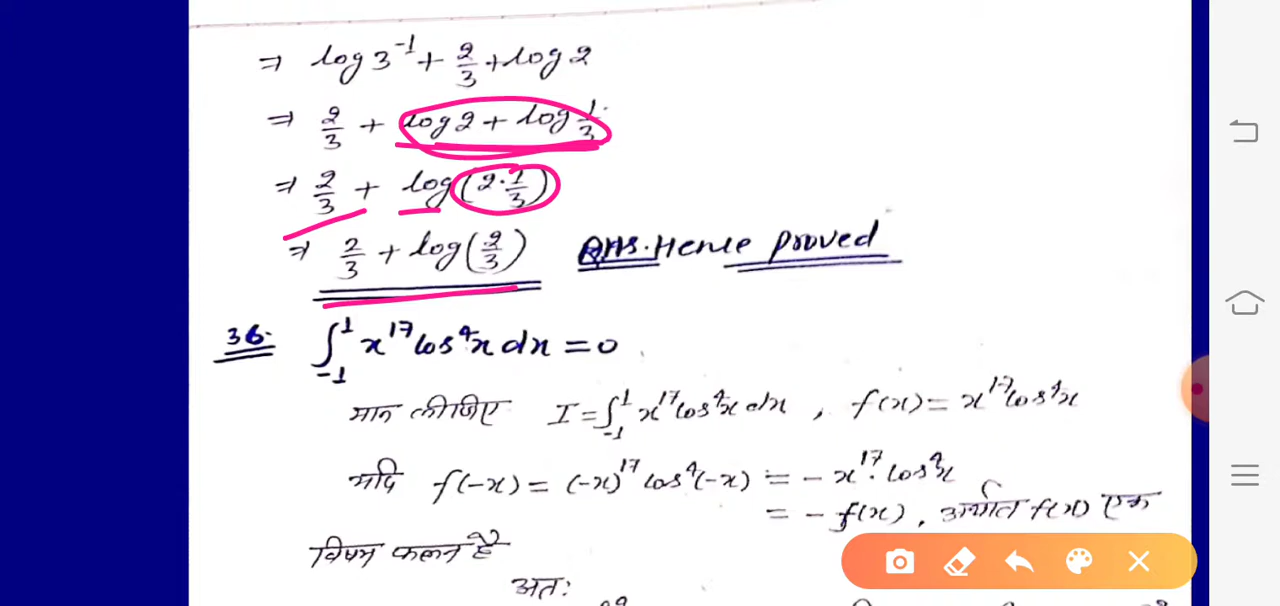 ⇒ log 3⁻¹ + 2/3 + log 2
⇒ 2/3 + log 2 + log 1/3
⇒ 2/3 + log (2·1/3)
⇒ 2/3 + log (2/3) RHS. Hence proved
36. ∫₋₁¹ x¹⁷ cos⁴x dx = 0
मान लीजिए I = ∫₋₁¹ x¹⁷ cos⁴x dx , f(x) = x¹⁷ cos⁴x
यदि f(-x) = (-x)¹⁷ cos⁴(-x) = - x¹⁷. cos⁴x
= - f(x), अर्थात f(x) एक
विषम फलन है
अतः